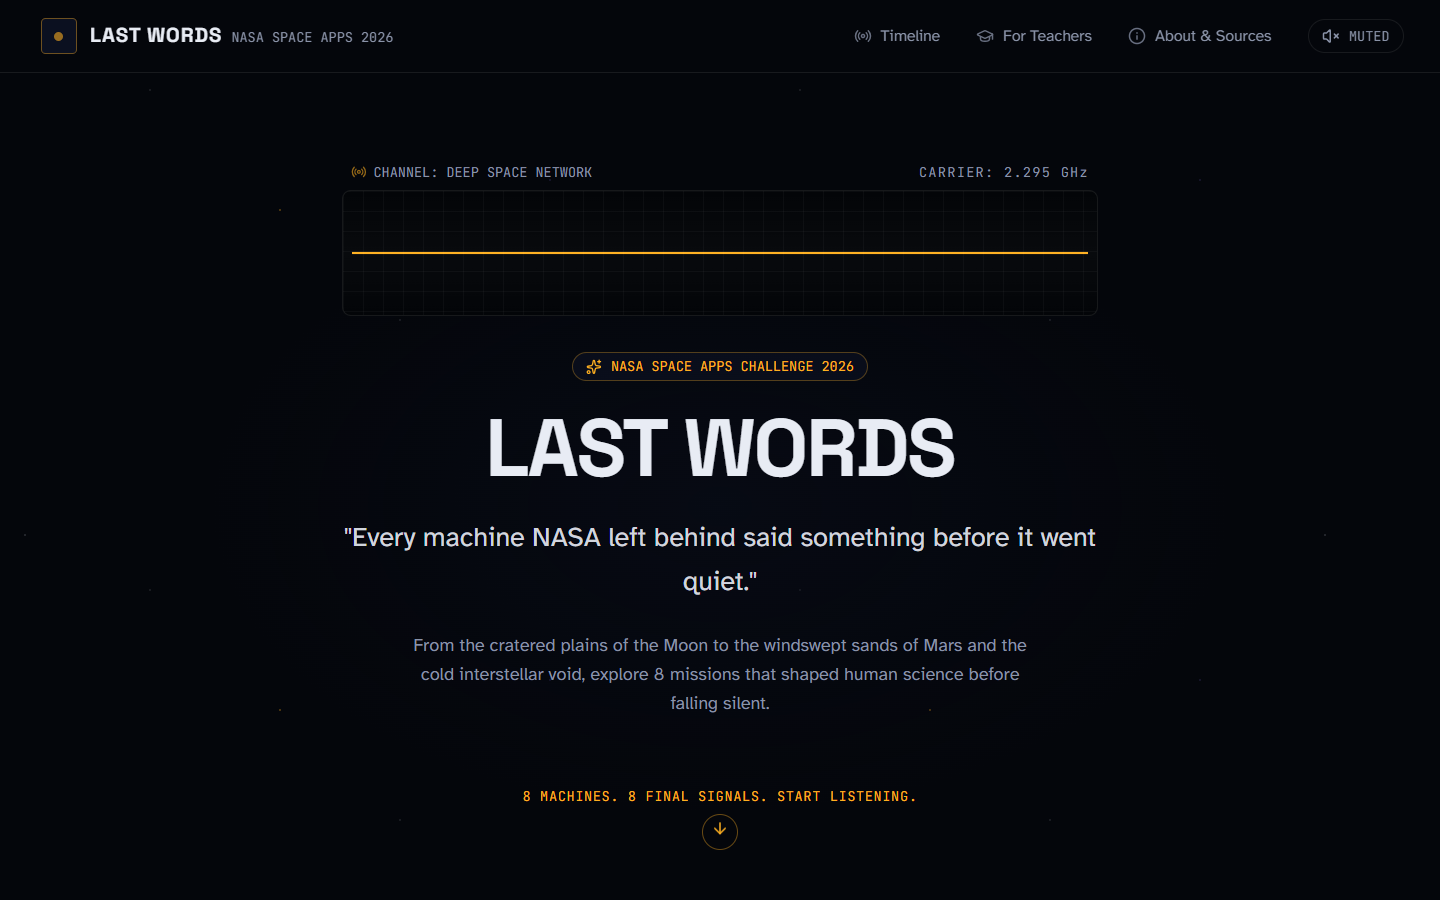 LAST WORDS NASA SPACE APPS 2026
Timeline
For Teachers
About & Sources
MUTED
CHANNEL: DEEP SPACE NETWORK
CARRIER: 2.295 GHz
NASA SPACE APPS CHALLENGE 2026
LAST WORDS
"Every machine NASA left behind said something before it went
quiet."
From the cratered plains of the Moon to the windswept sands of Mars and the
cold interstellar void, explore 8 missions that shaped human science before
falling silent.
8 MACHINES. 8 FINAL SIGNALS. START LISTENING.